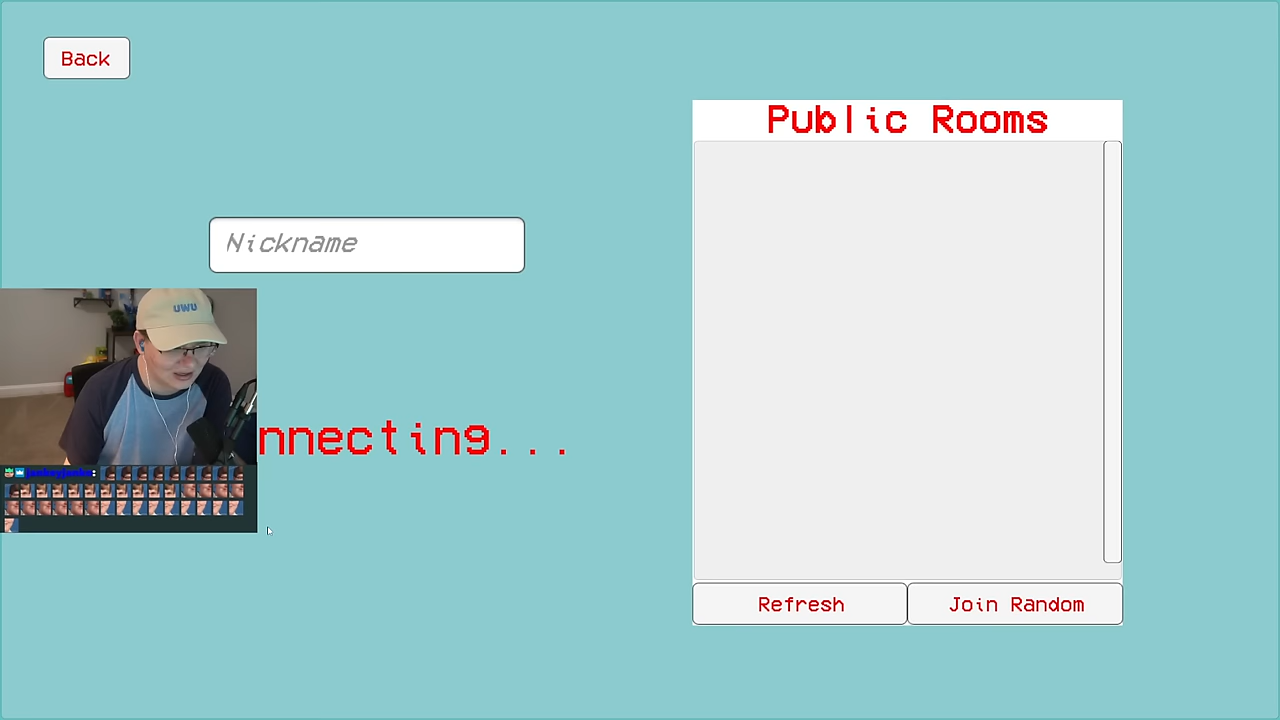 Back
Public Rooms
Nickname
UWU
nnecting...
Refresh
Join Random